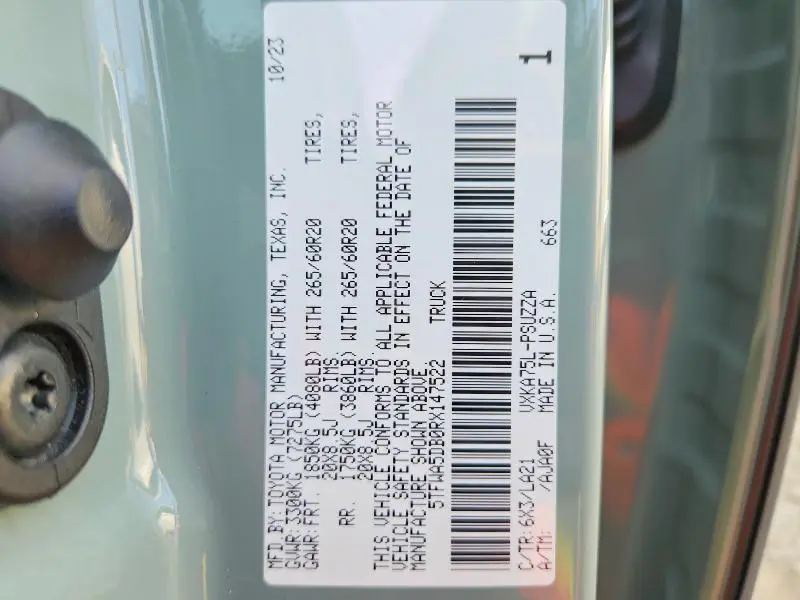 MFD BY: TOYOTA MOTOR MANUFACTURING, TEXAS, INC. 10/23
GVWR: 3300KG (7275LB)
GAWR: FRT. 1850KG (4080LB) WITH 265/60R20 TIRES,
20X8.5J RIMS
RR. 1750KG (3860LB) WITH 265/60R20 TIRES,
20X8.5J RIMS.
THIS VEHICLE CONFORMS TO ALL APPLICABLE FEDERAL MOTOR
VEHICLE SAFETY STANDARDS IN EFFECT ON THE DATE OF
MANUFACTURE SHOWN ABOVE.
5TFWA5DB0RX147522 TRUCK
1
C/TR: 6X3/LA21 VXKA75L-PSUZZA 663
A/TM: /AJA0F MADE IN U.S.A.